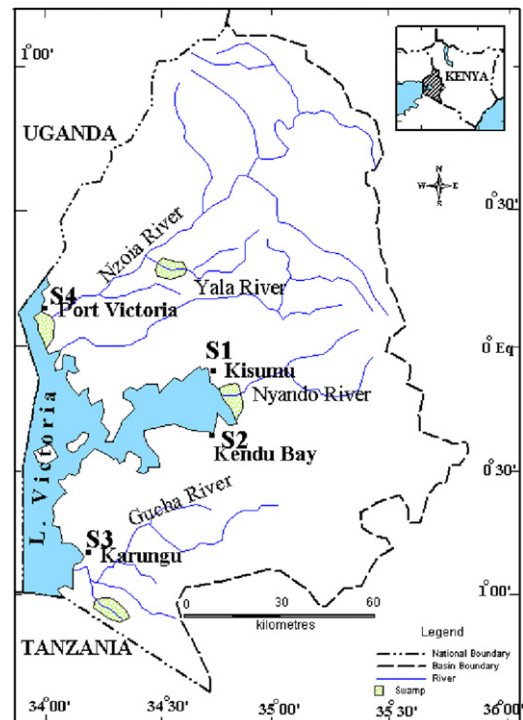 1°00'
KENYA
UGANDA
N
W E
S
0°30'
Nzoia River
Yala River
S4
Port Victoria
S1
0°Eq
Kisumu
Nyando River
L. Victoria
S2
Kendu Bay
0°30'
Gucha River
S3
Karungu
1°00'
0 30 60
kilometres
TANZANIA
Legend
National Boundary
Basin Boundary
River
Swamp
34°00' 34°30' 35°00' 35°30' 36°00'